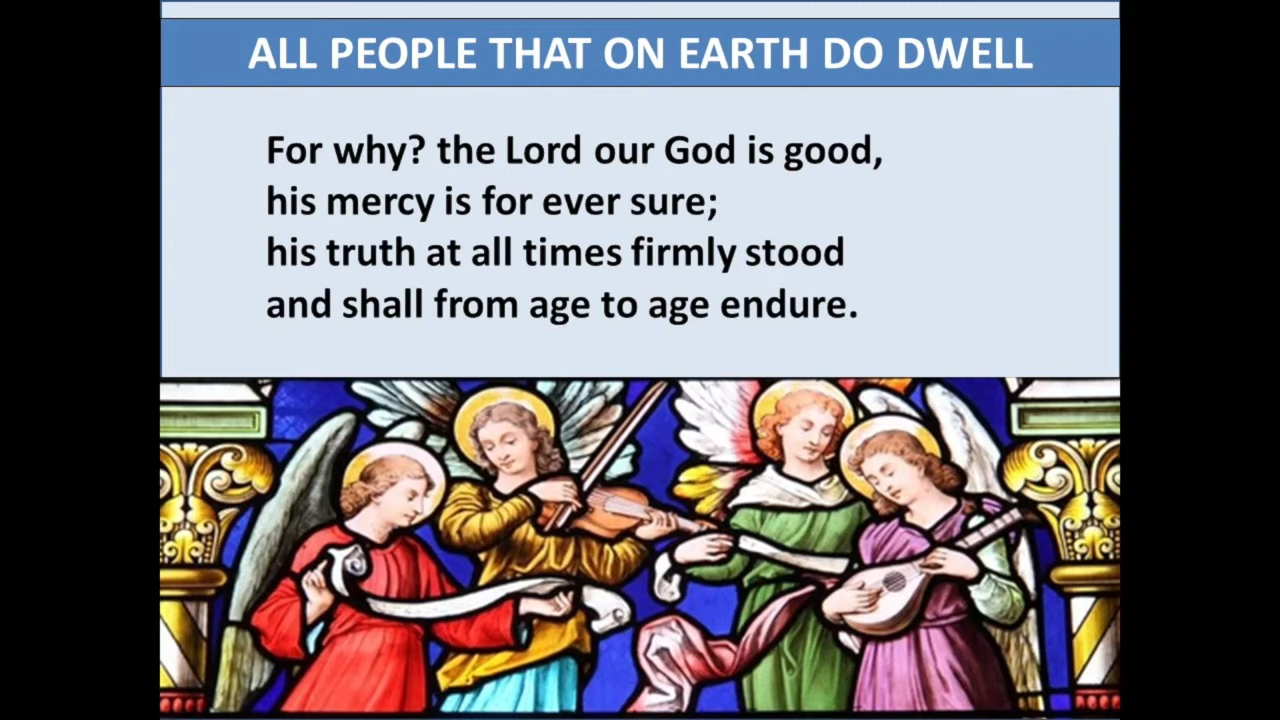 ALL PEOPLE THAT ON EARTH DO DWELL
For why? the Lord our God is good,
his mercy is for ever sure;
his truth at all times firmly stood
and shall from age to age endure.